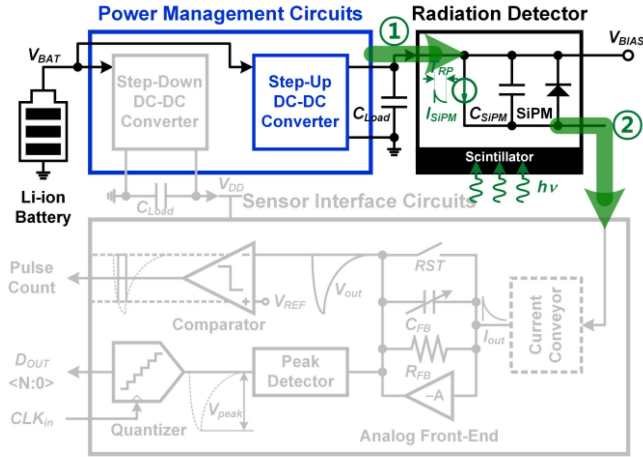 Power Management Circuits
Radiation Detector
①
V_BAT
V_BIAS
Step-Down
DC-DC
Converter
Step-Up
DC-DC
Converter
C_Load
RP
I_SiPM
C_SiPM
SiPM
②
Scintillator
hν
Li-ion
Battery
C_Load
V_DD
Sensor Interface Circuits
Pulse
Count
Comparator
V_REF
V_out
RST
C_FB
R_FB
–A
I_out
Current
Conveyor
D_OUT
<N:0>
CLK_in
Quantizer
V_peak
Peak
Detector
Analog Front-End